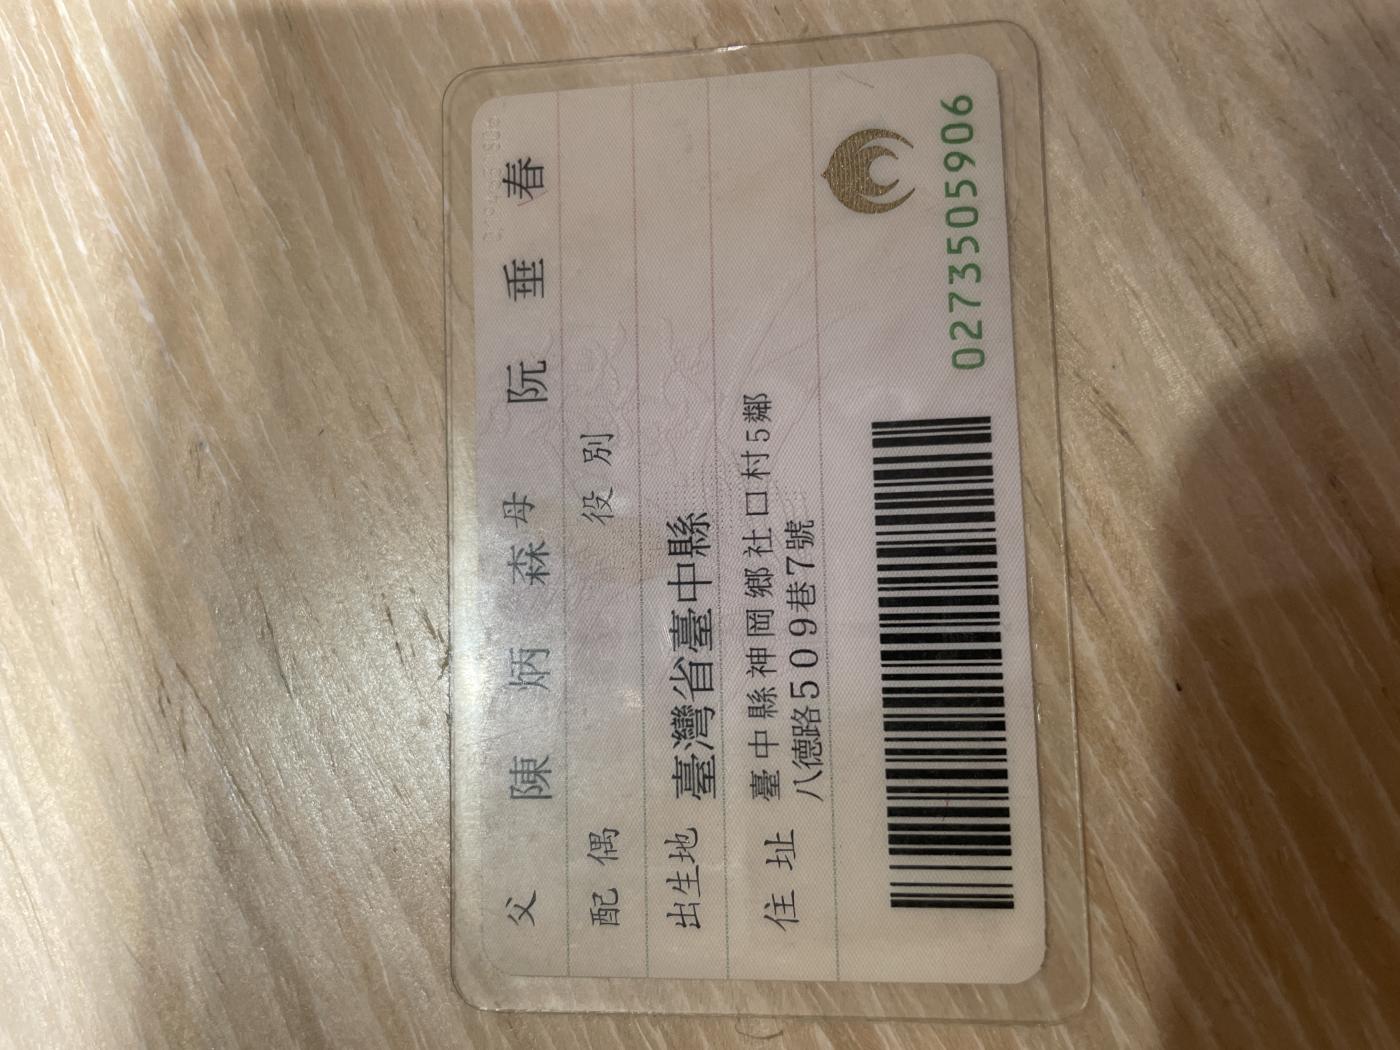 父 陳炳森 母 阮垂春
配偶 役別
出生地 臺灣省臺中縣
住址 臺中縣神岡鄉社口村5鄰
八德路509巷7號
0273505906